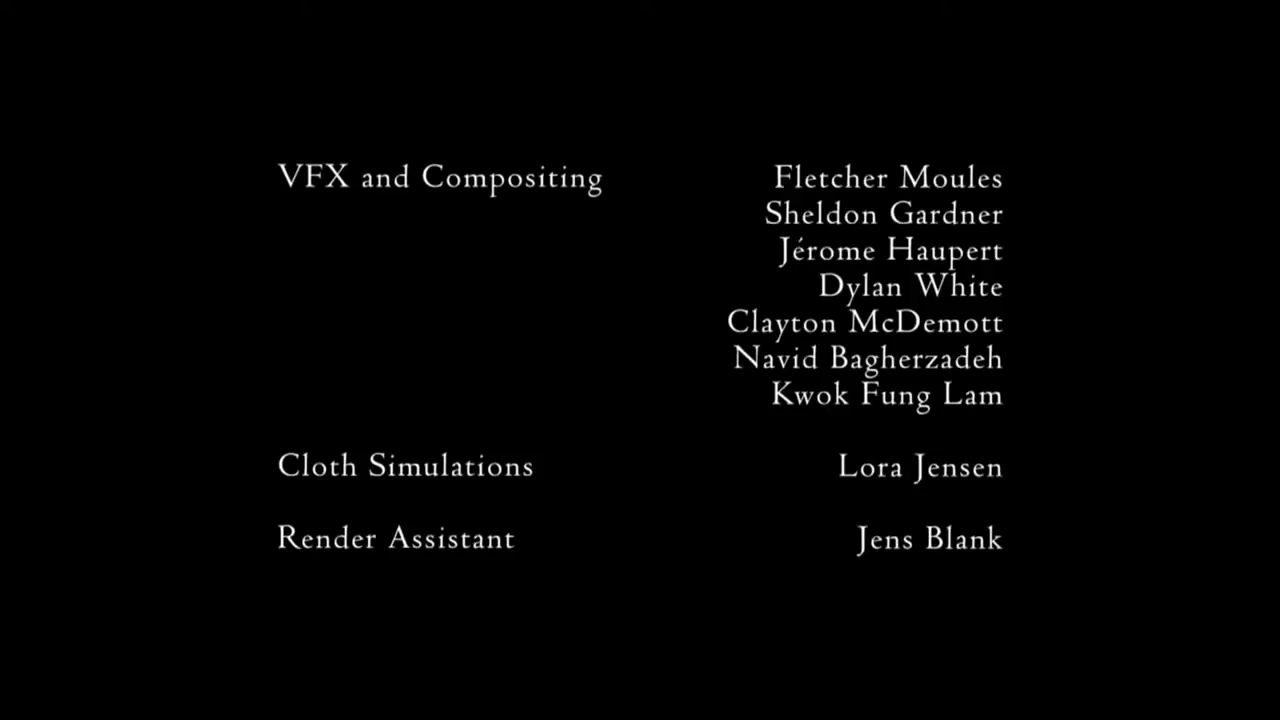 VFX and Compositing Fletcher Moules
Sheldon Gardner
Jérome Haupert
Dylan White
Clayton McDemott
Navid Bagherzadeh
Kwok Fung Lam
Cloth Simulations Lora Jensen
Render Assistant Jens Blank